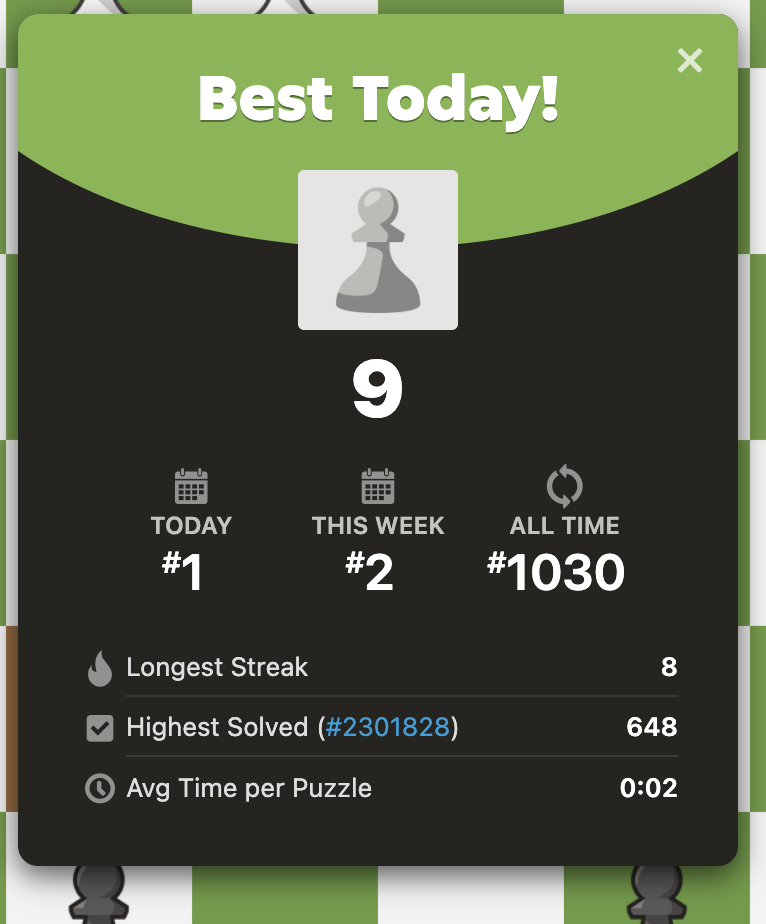 Best Today!
9
TODAY
#1
THIS WEEK
#2
ALL TIME
#1030
Longest Streak 8
Highest Solved (#2301828) 648
Avg Time per Puzzle 0:02